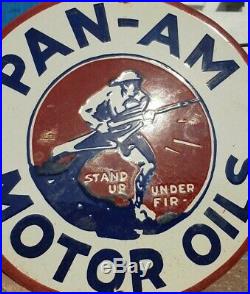 PAN-AM
STAND
UP UNDER
FIR-
MOTOR OILS